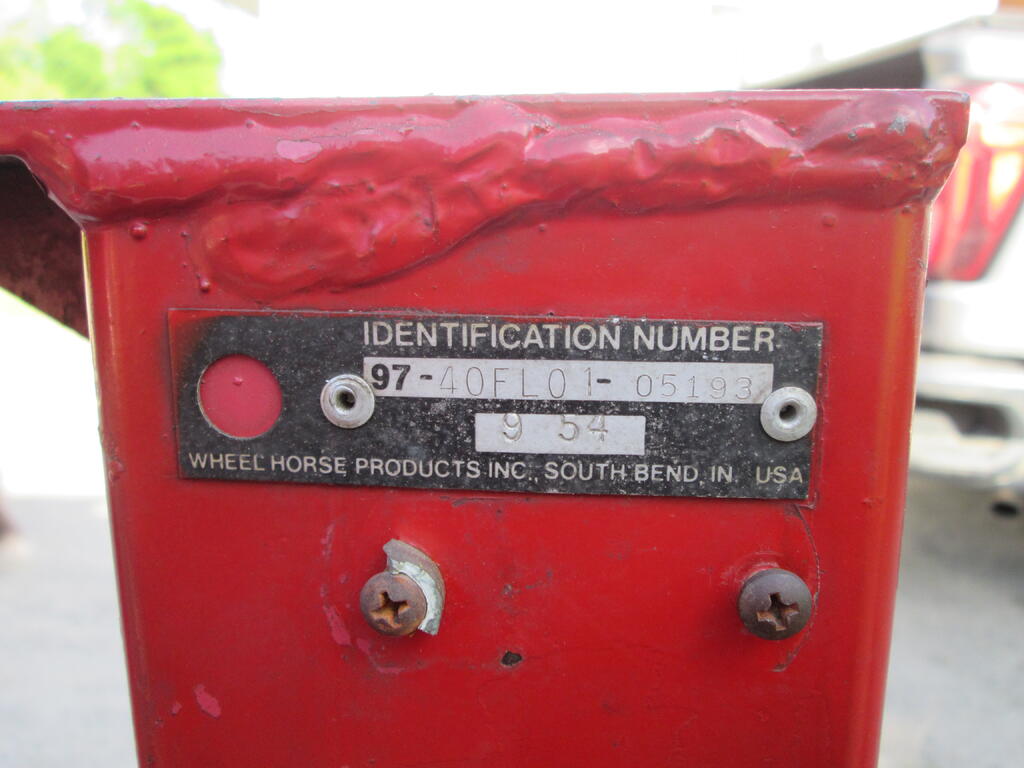 IDENTIFICATION NUMBER
97-40FL01-05193
9 54
WHEEL HORSE PRODUCTS INC., SOUTH BEND, IN. USA